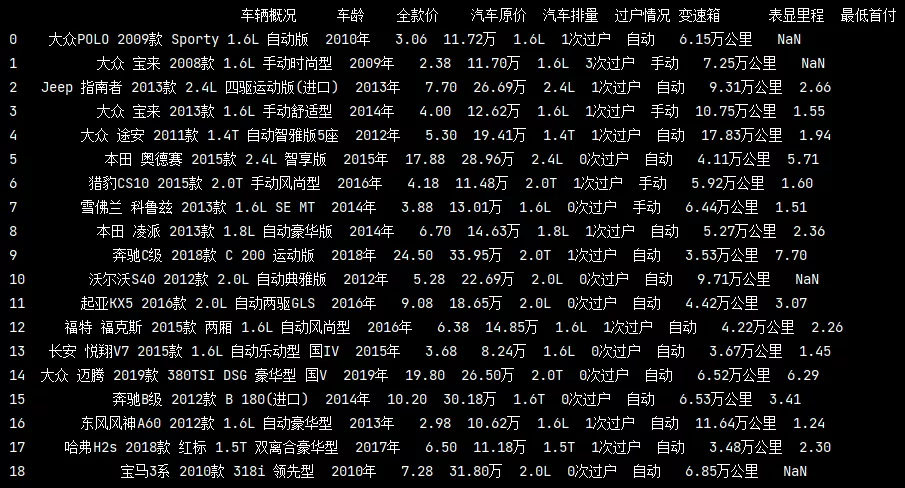 车辆概况 车龄 全款价 汽车原价 汽车排量 过户情况 变速箱 表显里程 最低首付
0 大众POLO 2009款 Sporty 1.6L 自动版 2010年 3.06 11.72万 1.6L 1次过户 自动 6.15万公里 NaN
1 大众 宝来 2008款 1.6L 手动时尚型 2009年 2.38 11.70万 1.6L 3次过户 手动 7.25万公里 NaN
2 Jeep 指南者 2013款 2.4L 四驱运动版(进口) 2013年 7.70 26.69万 2.4L 1次过户 自动 9.31万公里 2.66
3 大众 宝来 2013款 1.6L 手动舒适型 2014年 4.00 12.62万 1.6L 1次过户 手动 10.75万公里 1.55
4 大众 途安 2011款 1.4T 自动智雅版5座 2012年 5.30 19.41万 1.4T 1次过户 自动 17.83万公里 1.94
5 本田 奥德赛 2015款 2.4L 智享版 2015年 17.88 28.96万 2.4L 0次过户 自动 4.11万公里 5.71
6 猎豹CS10 2015款 2.0T 手动风尚型 2016年 4.18 11.48万 2.0T 1次过户 手动 5.92万公里 1.60
7 雪佛兰 科鲁兹 2013款 1.6L SE MT 2014年 3.88 13.01万 1.6L 0次过户 手动 6.44万公里 1.51
8 本田 凌派 2013款 1.8L 自动豪华版 2014年 6.70 14.63万 1.8L 1次过户 自动 5.27万公里 2.36
9 奔驰C级 2018款 C 200 运动版 2018年 24.50 33.95万 2.0T 1次过户 自动 3.53万公里 7.70
10 沃尔沃S40 2012款 2.0L 自动典雅版 2012年 5.28 22.69万 2.0L 0次过户 自动 9.71万公里 NaN
11 起亚KX5 2016款 2.0L 自动两驱GLS 2016年 9.08 18.65万 2.0L 0次过户 自动 4.42万公里 3.07
12 福特 福克斯 2015款 两厢 1.6L 自动风尚型 2016年 6.38 14.85万 1.6L 1次过户 自动 4.22万公里 2.26
13 长安 悦翔V7 2015款 1.6L 自动乐动型 国IV 2015年 3.68 8.24万 1.6L 0次过户 自动 3.67万公里 1.45
14 大众 迈腾 2019款 380TSI DSG 豪华型 国V 2019年 19.80 26.50万 2.0T 0次过户 自动 6.52万公里 6.29
15 奔驰B级 2012款 B 180(进口) 2014年 10.20 30.18万 1.6T 0次过户 自动 6.53万公里 3.41
16 东风风神A60 2012款 1.6L 自动豪华型 2013年 2.98 10.62万 1.6L 1次过户 自动 11.64万公里 1.24
17 哈弗H2s 2018款 红标 1.5T 双离合豪华型 2017年 6.50 11.18万 1.5T 1次过户 自动 3.48万公里 2.30
18 宝马3系 2010款 318i 领先型 2010年 7.28 31.80万 2.0L 0次过户 自动 6.85万公里 NaN